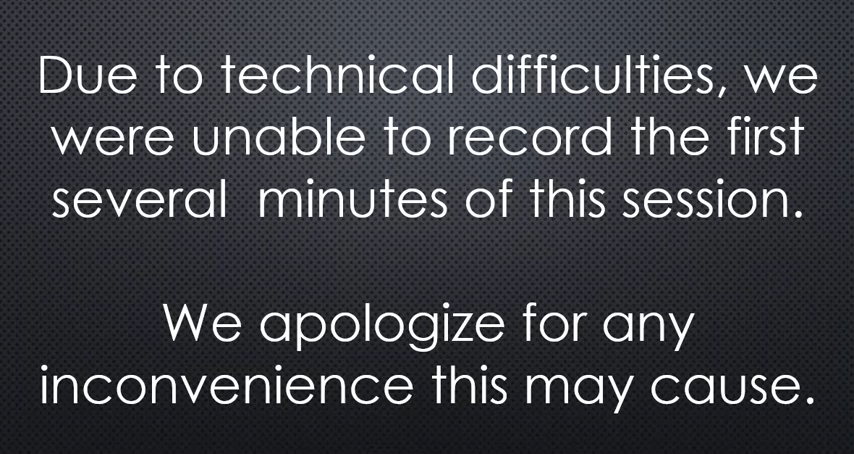 Due to technical difficulties, we
were unable to record the first
several  minutes of this session.
We apologize for any
inconvenience this may cause.